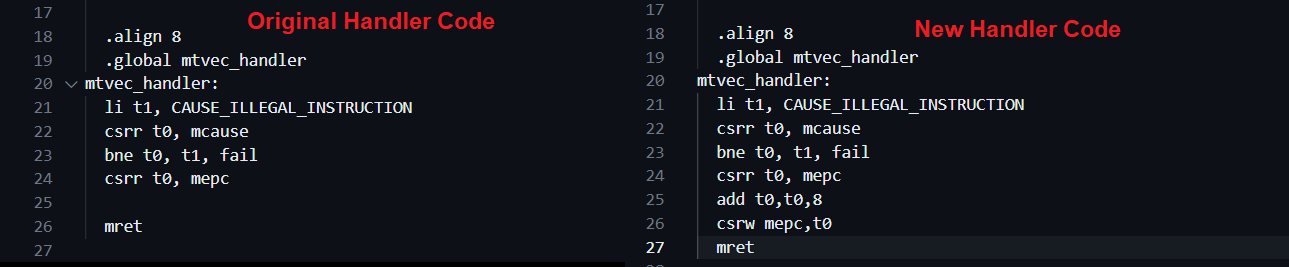 Original Handler Code
17
18 .align 8
19 .global mtvec_handler
20 mtvec_handler:
21 li t1, CAUSE_ILLEGAL_INSTRUCTION
22 csrr t0, mcause
23 bne t0, t1, fail
24 csrr t0, mepc
25
26 mret
27
New Handler Code
17
18 .align 8
19 .global mtvec_handler
20 mtvec_handler:
21 li t1, CAUSE_ILLEGAL_INSTRUCTION
22 csrr t0, mcause
23 bne t0, t1, fail
24 csrr t0, mepc
25 add t0,t0,8
26 csrw mepc,t0
27 mret